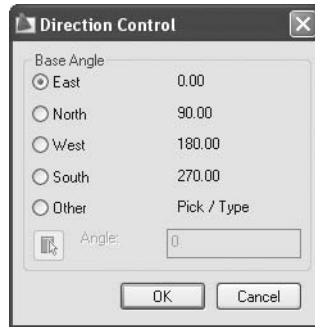 Direction Control
Base Angle
East 0.00
North 90.00
West 180.00
South 270.00
Other Pick / Type
Angle: 0
OK Cancel